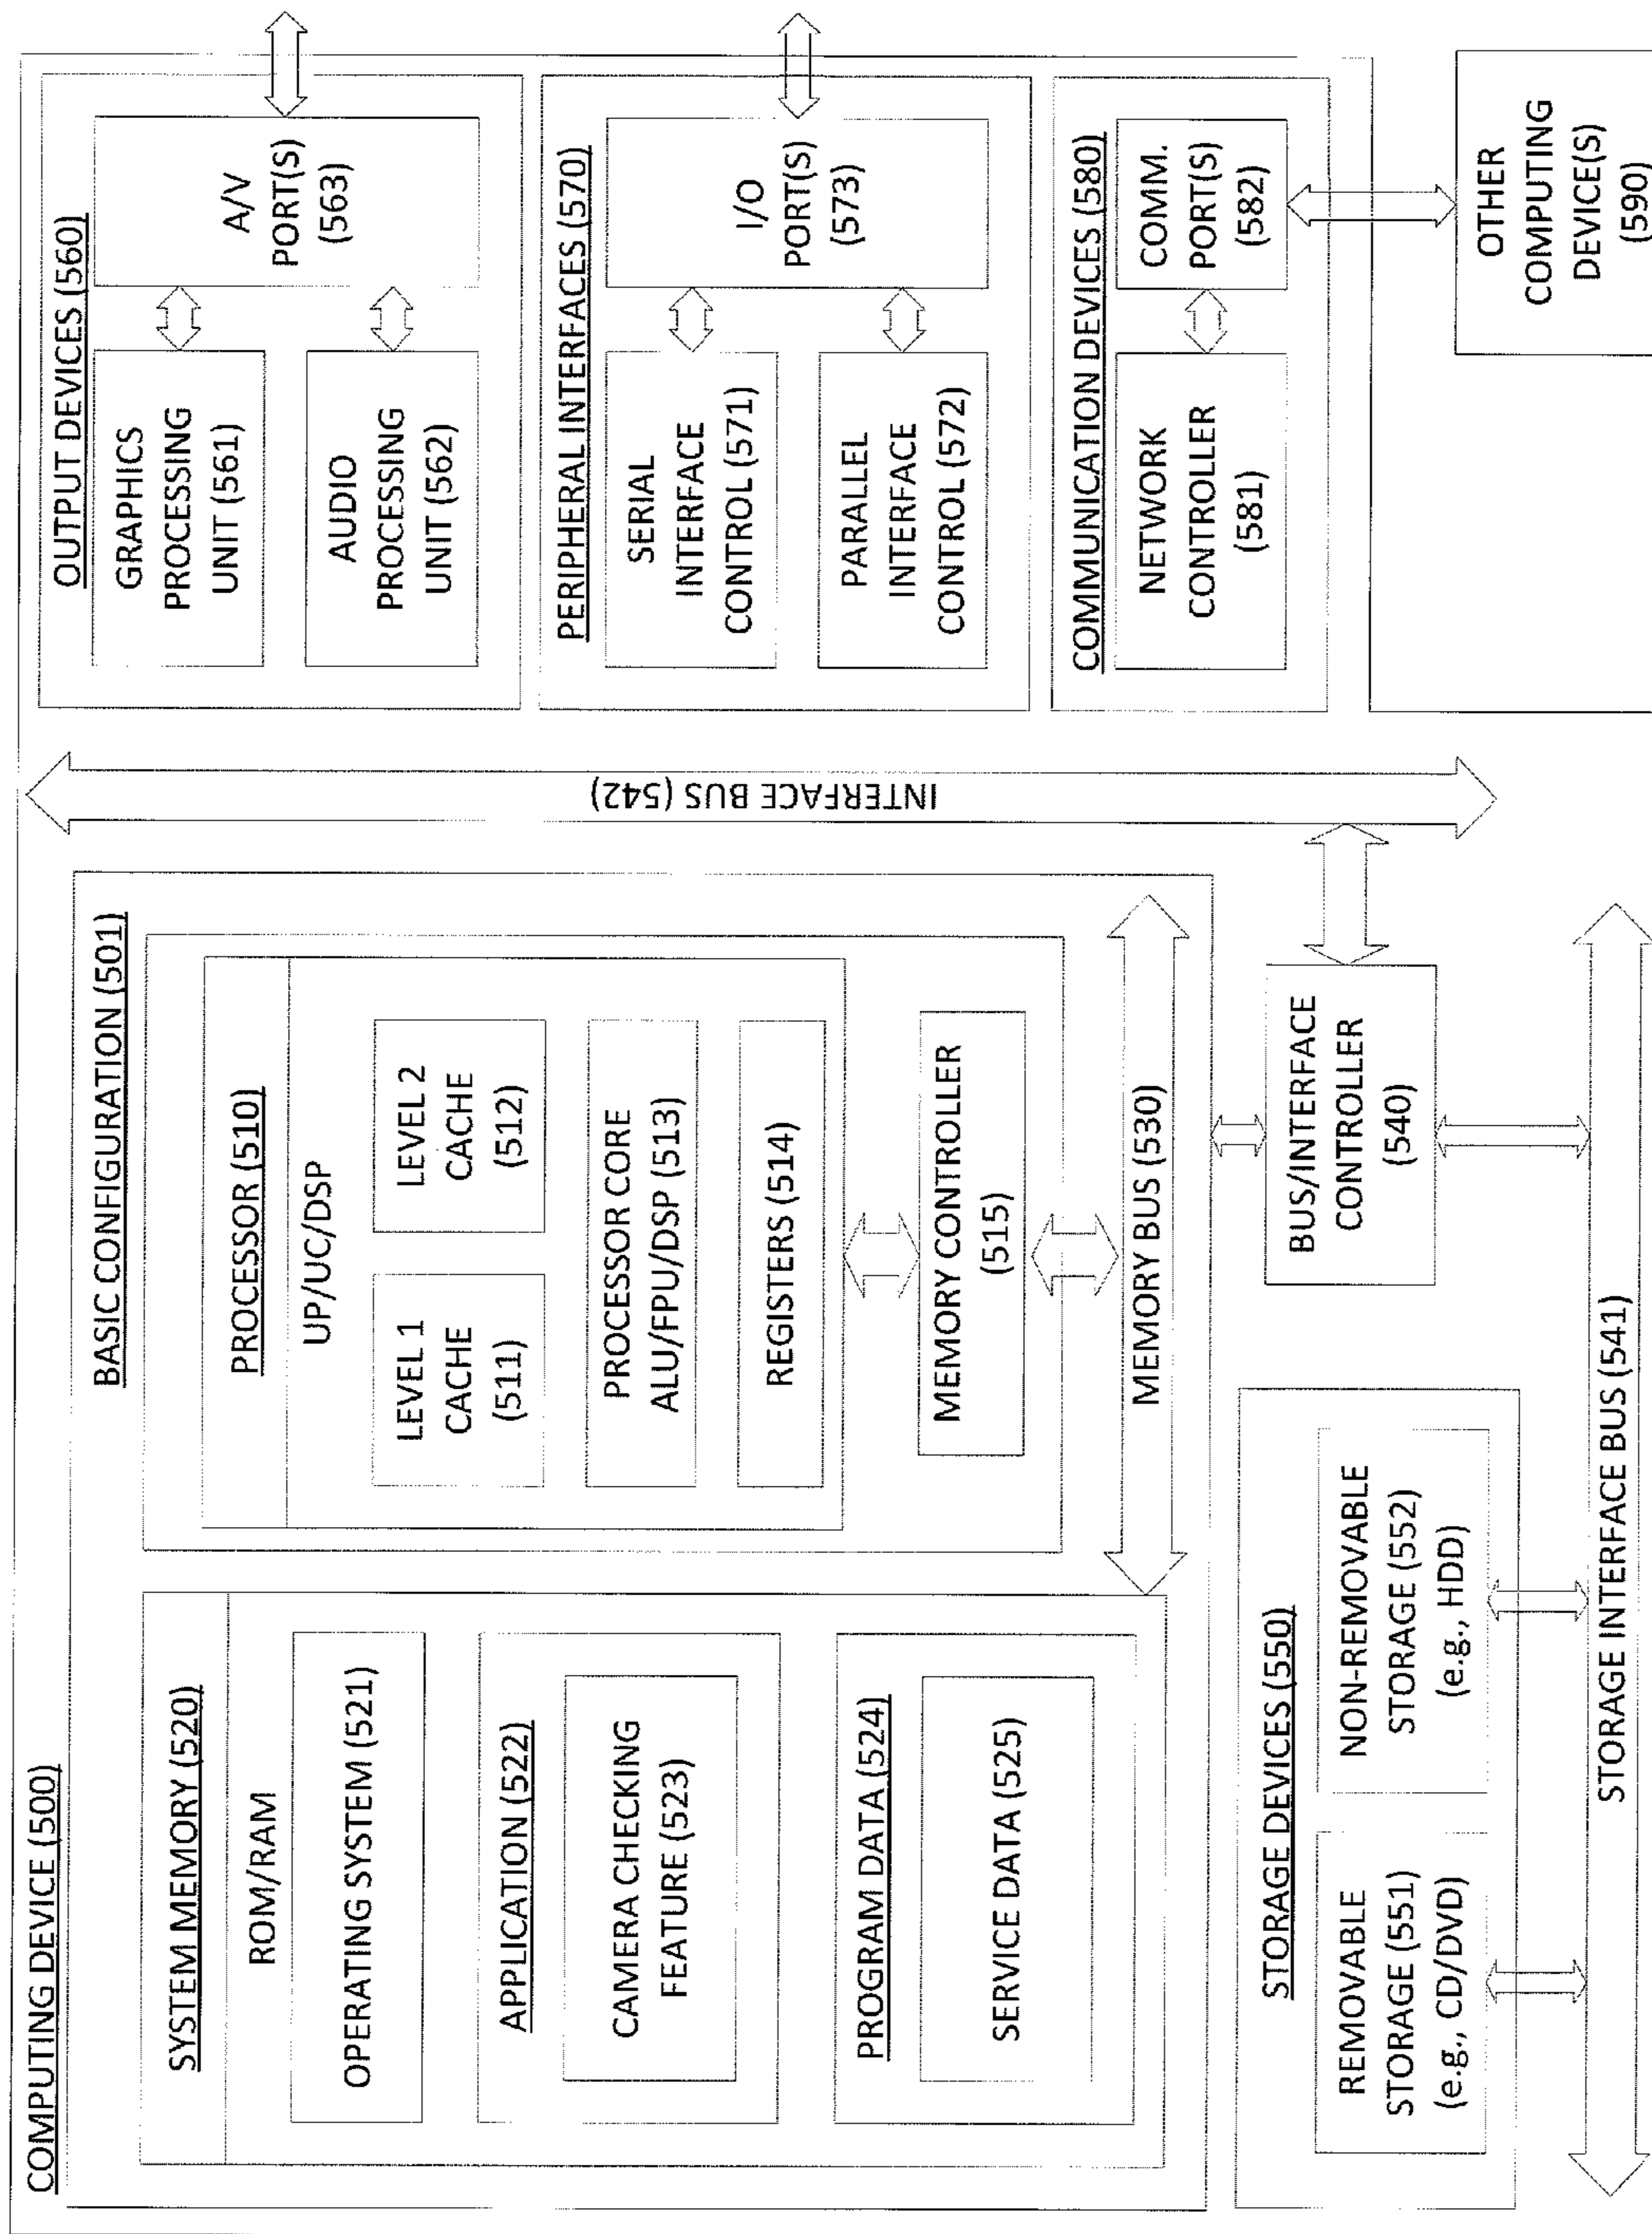 COMPUTING DEVICE (500)
BASIC CONFIGURATION (501)
SYSTEM MEMORY (520)
ROM/RAM
OPERATING SYSTEM (521)
APPLICATION (522)
CAMERA CHECKING
FEATURE (523)
PROGRAM DATA (524)
SERVICE DATA (525)
PROCESSOR (510)
UP/UC/DSP
LEVEL 1
CACHE
(511)
LEVEL 2
CACHE
(512)
PROCESSOR CORE
ALU/FPU/DSP (513)
REGISTERS (514)
MEMORY CONTROLLER
(515)
MEMORY BUS (530)
BUS/INTERFACE
CONTROLLER
(540)
STORAGE DEVICES (550)
REMOVABLE
STORAGE (551)
(e.g., CD/DVD)
NON-REMOVABLE
STORAGE (552)
(e.g., HDD)
STORAGE INTERFACE BUS (541)
INTERFACE BUS (542)
OUTPUT DEVICES (560)
GRAPHICS
PROCESSING
UNIT (561)
AUDIO
PROCESSING
UNIT (562)
A/V
PORT(S)
(563)
PERIPHERAL INTERFACES (570)
SERIAL
INTERFACE
CONTROL (571)
PARALLEL
INTERFACE
CONTROL (572)
I/O
PORT(S)
(573)
COMMUNICATION DEVICES (580)
NETWORK
CONTROLLER
(581)
COMM.
PORT(S)
(582)
OTHER
COMPUTING
DEVICE(S)
(590)